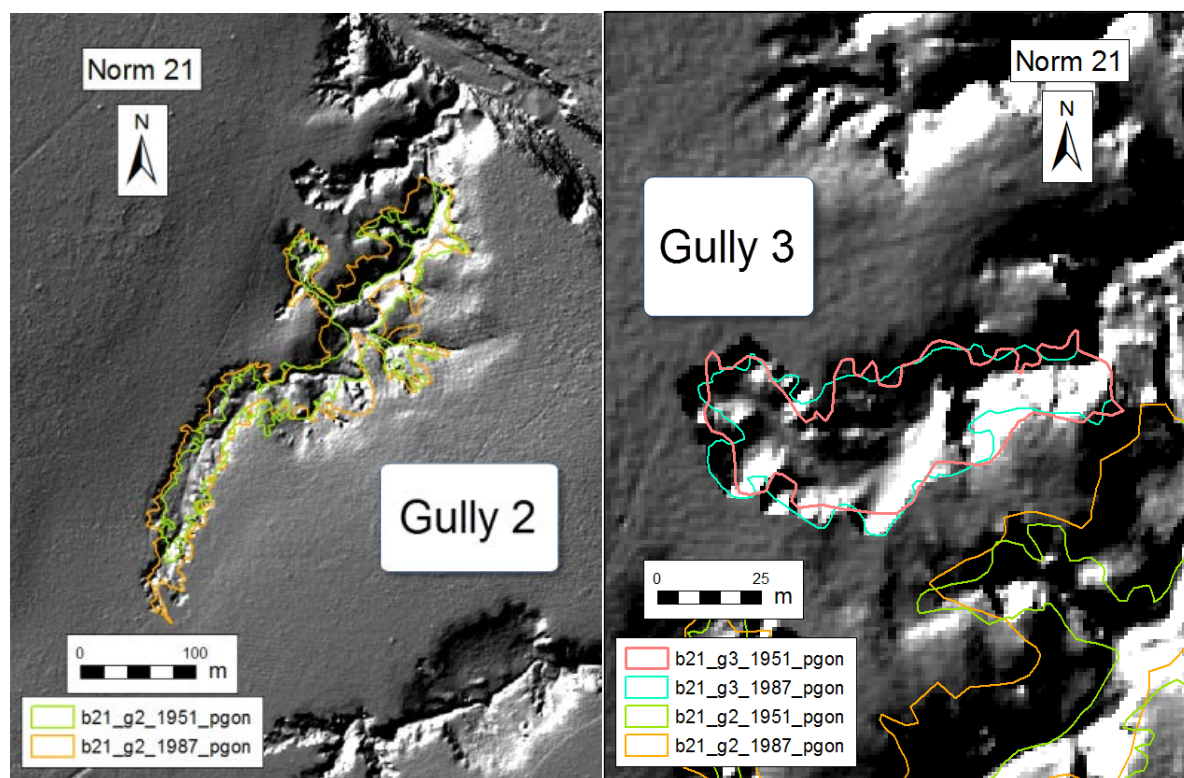 Norm 21
N
Gully 2
0 100
m
b21_g2_1951_pgon
b21_g2_1987_pgon
Norm 21
N
Gully 3
0 25
m
b21_g3_1951_pgon
b21_g3_1987_pgon
b21_g2_1951_pgon
b21_g2_1987_pgon